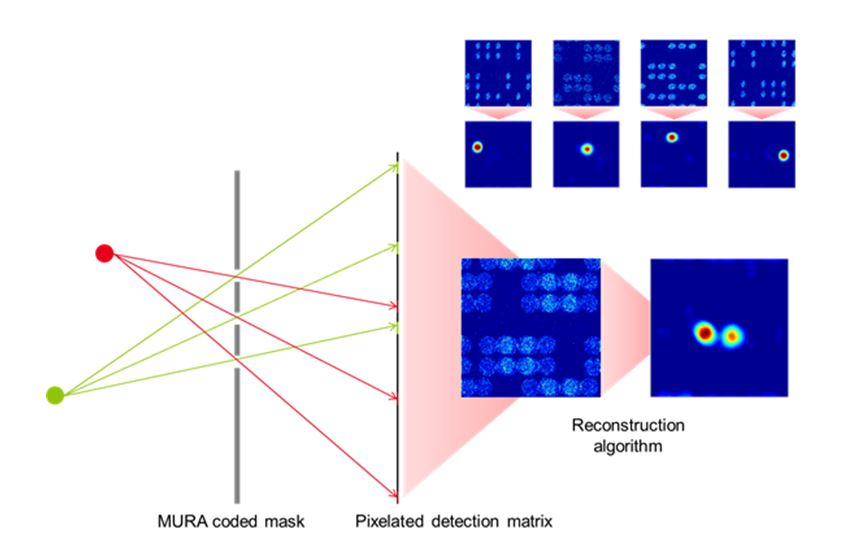 Reconstruction
algorithm
MURA coded mask
Pixelated detection matrix